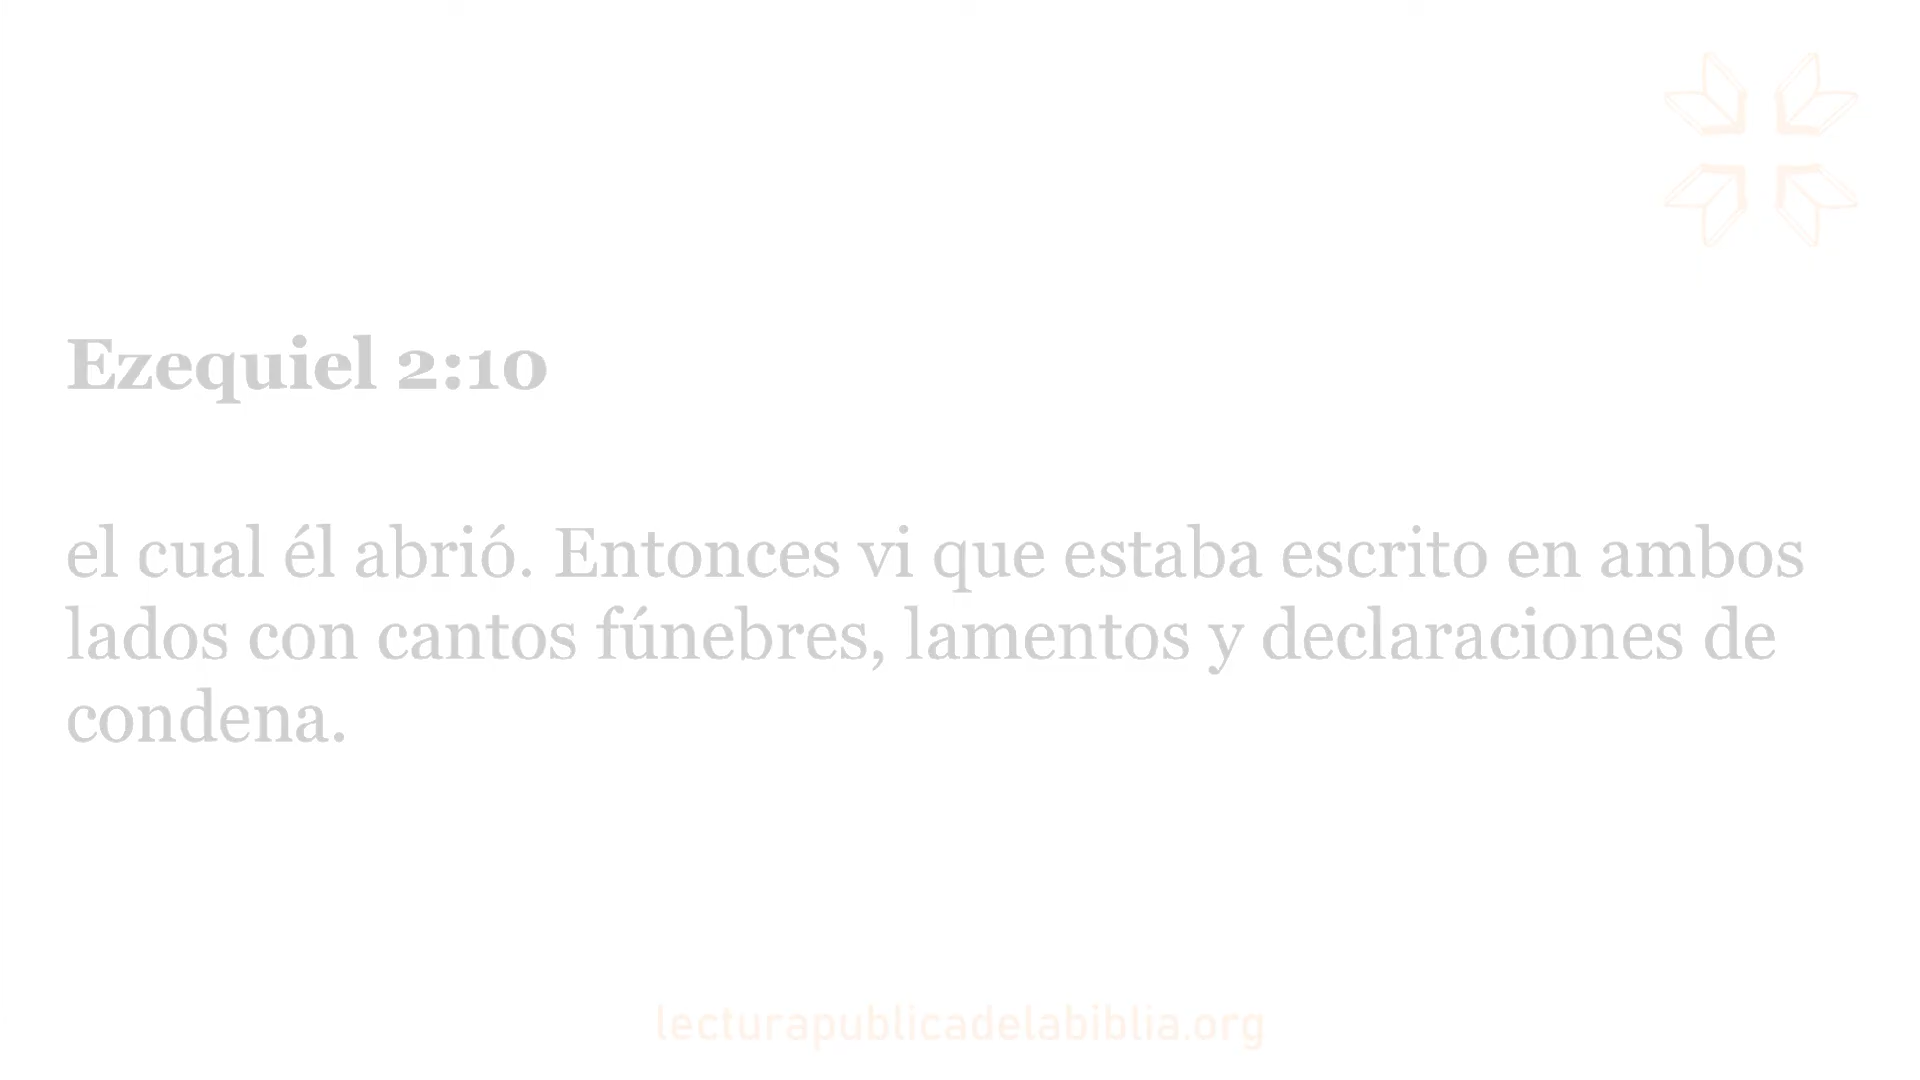 Ezequiel 2:10
el cual él abrió. Entonces vi que estaba escrito en ambos
lados con cantos fúnebres, lamentos y declaraciones de
condena.
lecturapublicadelabiblia.org